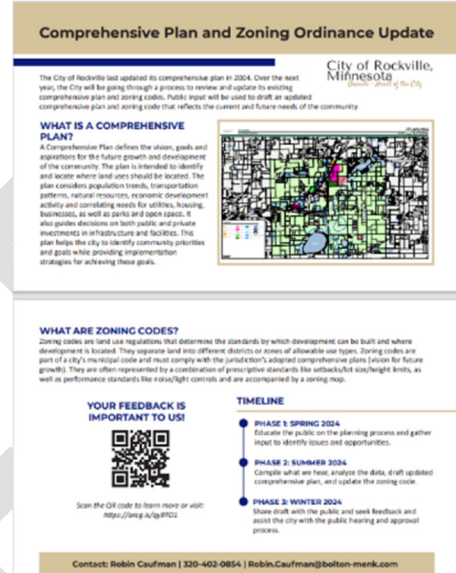 Comprehensive Plan and Zoning Ordinance Update
City of Rockville,
Minnesota
The City of Rockville last updated its comprehensive plan in 2004. Over the next
year, the City will be going through a process to review and update its existing
comprehensive plan and zoning codes. Public input will be used to draft an updated
comprehensive plan and zoning code that reflects the current and future needs of the community.
WHAT IS A COMPREHENSIVE
PLAN?
A Comprehensive Plan defines the vision, goals and
aspirations for the future growth and development
of the community. The plan is intended to identify
and locate where land uses should be located. The
plan considers population trends, transportation
patterns, natural resources, economic development
activity and correlating needs for utilities, housing,
businesses, as well as parks and open space. It
also guides decisions on both public and private
investments in infrastructure and facilities. This
plan helps the city to identify community priorities
and goals while providing implementation
strategies for achieving these goals.
WHAT ARE ZONING CODES?
Zoning codes are land use regulations that determine the standards by which development can be built and where
development is located. They separate land into different districts or zones of allowable use types. Zoning codes are
part of a city's municipal code and must comply with the jurisdiction's adopted comprehensive plans (vision for future
growth). They are often represented by a combination of prescriptive standards like setbacks/lot size/height limits, as
well as performance standards like noise/light controls and are accompanied by a zoning map.
YOUR FEEDBACK IS
IMPORTANT TO US!
Scan the QR code to learn more or visit:
TIMELINE
PHASE 1: SPRING 2024
Educate the public on the planning process and gather
input to identify issues and opportunities.
PHASE 2: SUMMER 2024
Compile what we hear, analyze the data, draft updated
comprehensive plan, and update the zoning code.
PHASE 3: WINTER 2024
Share draft with the public and seek feedback and
assist the city with the public hearing and approval
process.
Contact: Robin Caufman | 320-402-0854 | Robin.Caufman@bolton-menk.com